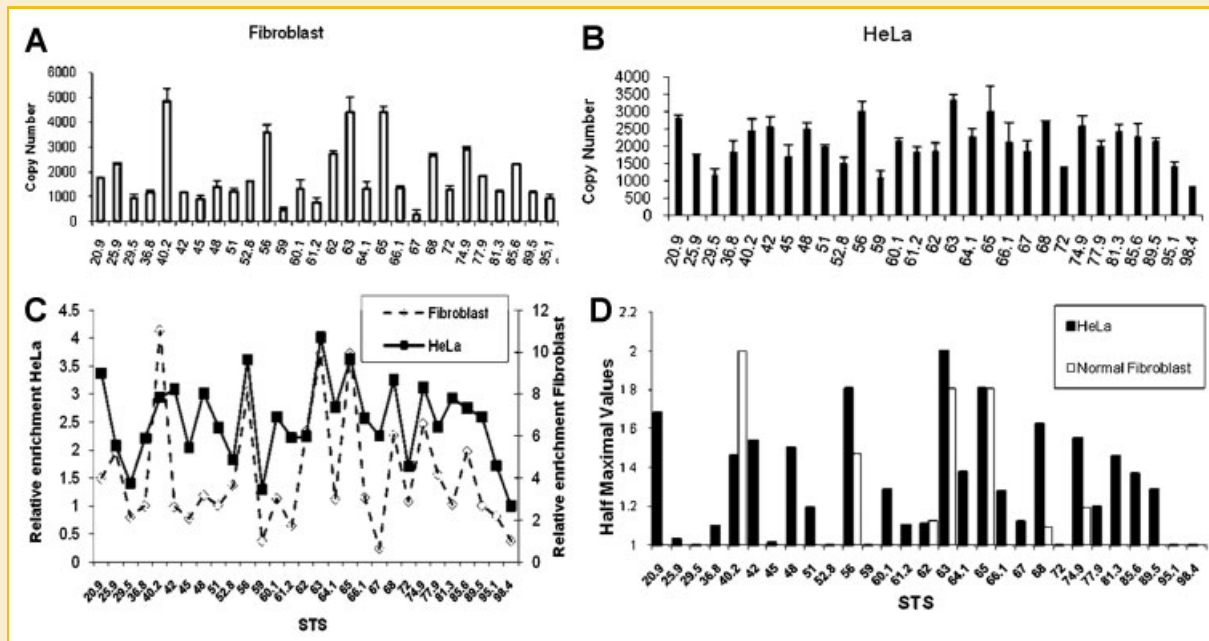 A
Fibroblast
Copy Number
6000
5000
4000
3000
2000
1000
0
20.9 25.9 29.5 36.8 40.2 42 45 48 51 52.8 56 59 60.1 61.2 62 63 64.1 65 66.1 67 68 72 74.9 77.9 81.3 85.6 89.5 95.1
B
HeLa
Copy Number
4000
3500
3000
2500
2000
1500
1000
500
0
20.9 25.9 29.5 36.8 40.2 42 45 48 51 52.8 56 59 60.1 61.2 62 63 64.1 65 66.1 67 68 72 74.9 77.9 81.3 85.6 89.5 95.1 98.4
C
Relative enrichment HeLa
4.5
4
3.5
3
2.5
2
1.5
1
0.5
0
Fibroblast
HeLa
12
10
8
6
4
2
0
Relative enrichment Fibroblast
20.9 25.9 29.5 36.8 40.2 42 45 48 51 52.8 56 59 60.1 61.2 62 63 64.1 65 66.1 67 68 72 74.9 77.9 81.3 85.6 89.5 95.1 98.4
STS
D
Half Maximal Values
2.2
2
1.8
1.6
1.4
1.2
1
HeLa
Normal Fibroblast
20.9 25.9 29.5 36.8 40.2 42 45 48 51 52.8 56 59 60.1 61.2 62 63 64.1 65 66.1 67 68 72 74.9 77.9 81.3 85.6 89.5 95.1 98.4
STS